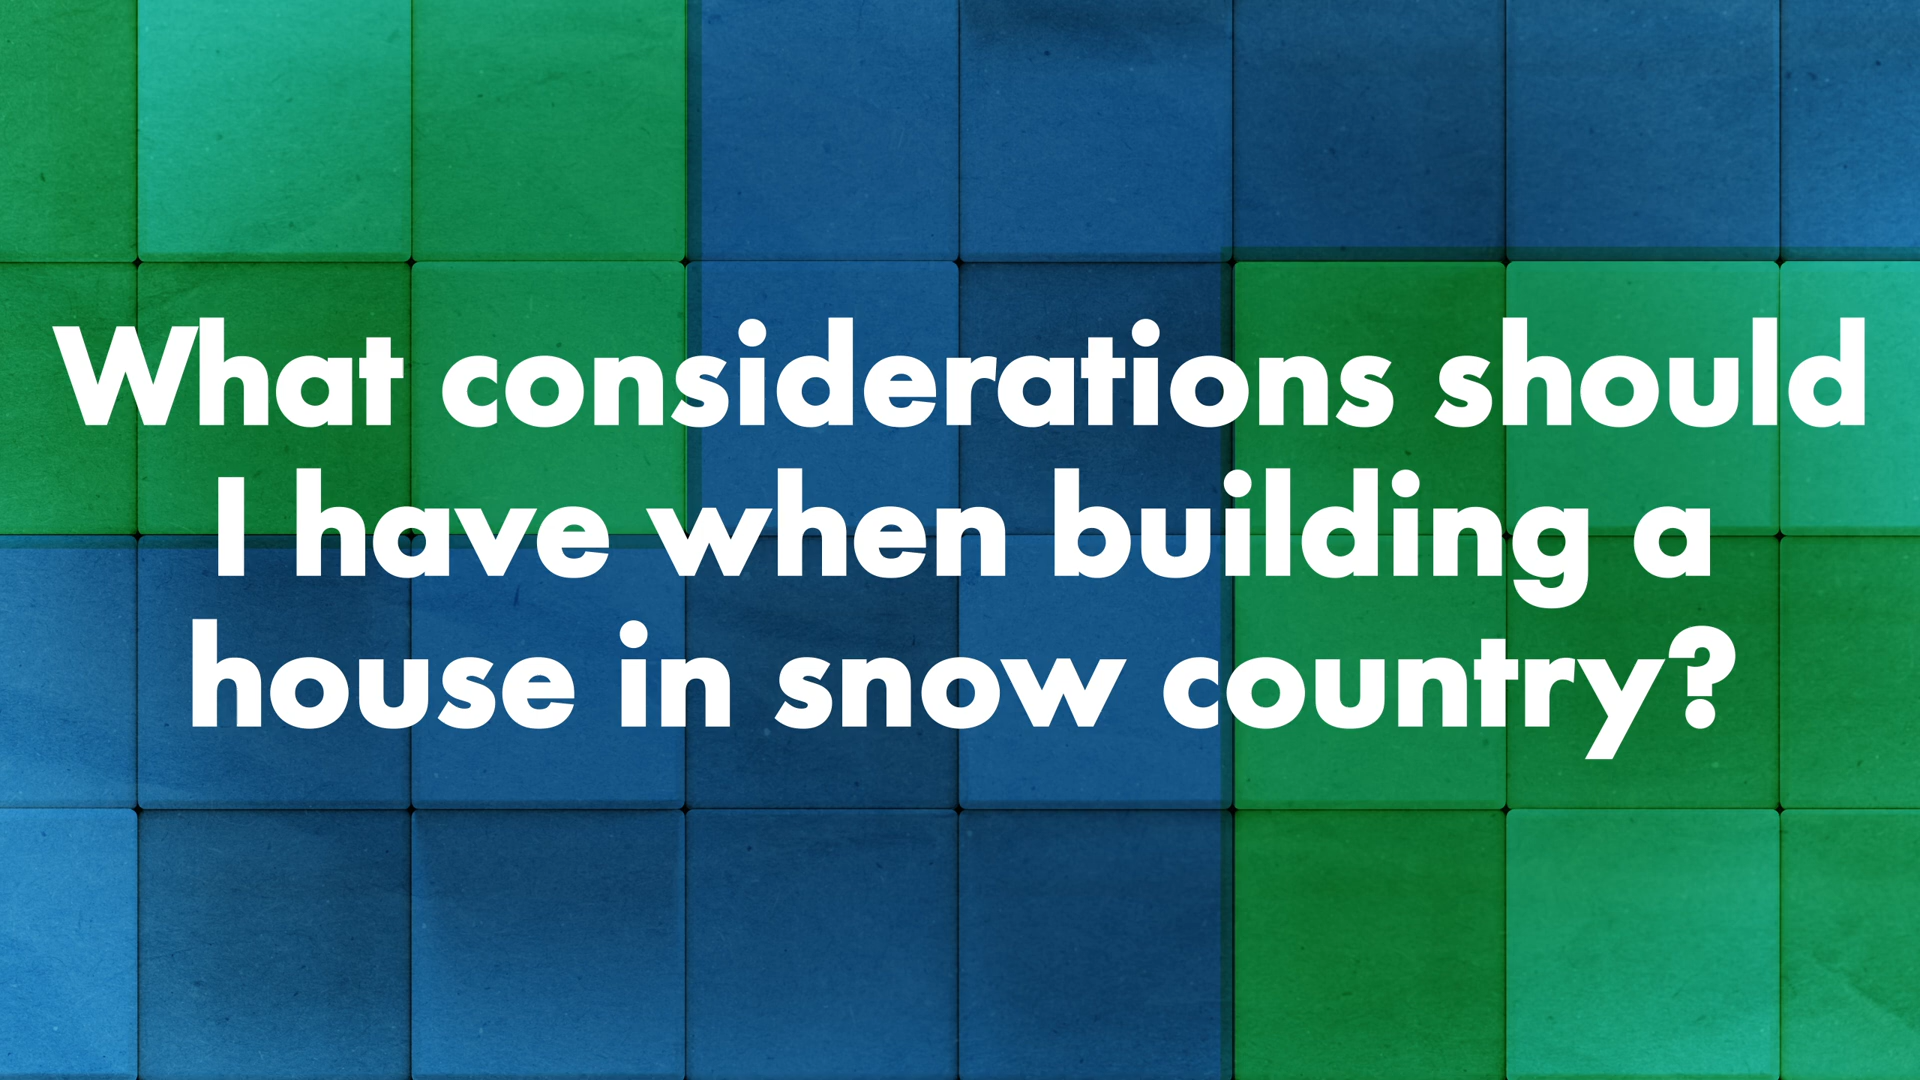 What considerations should
I have when building a
house in snow country?